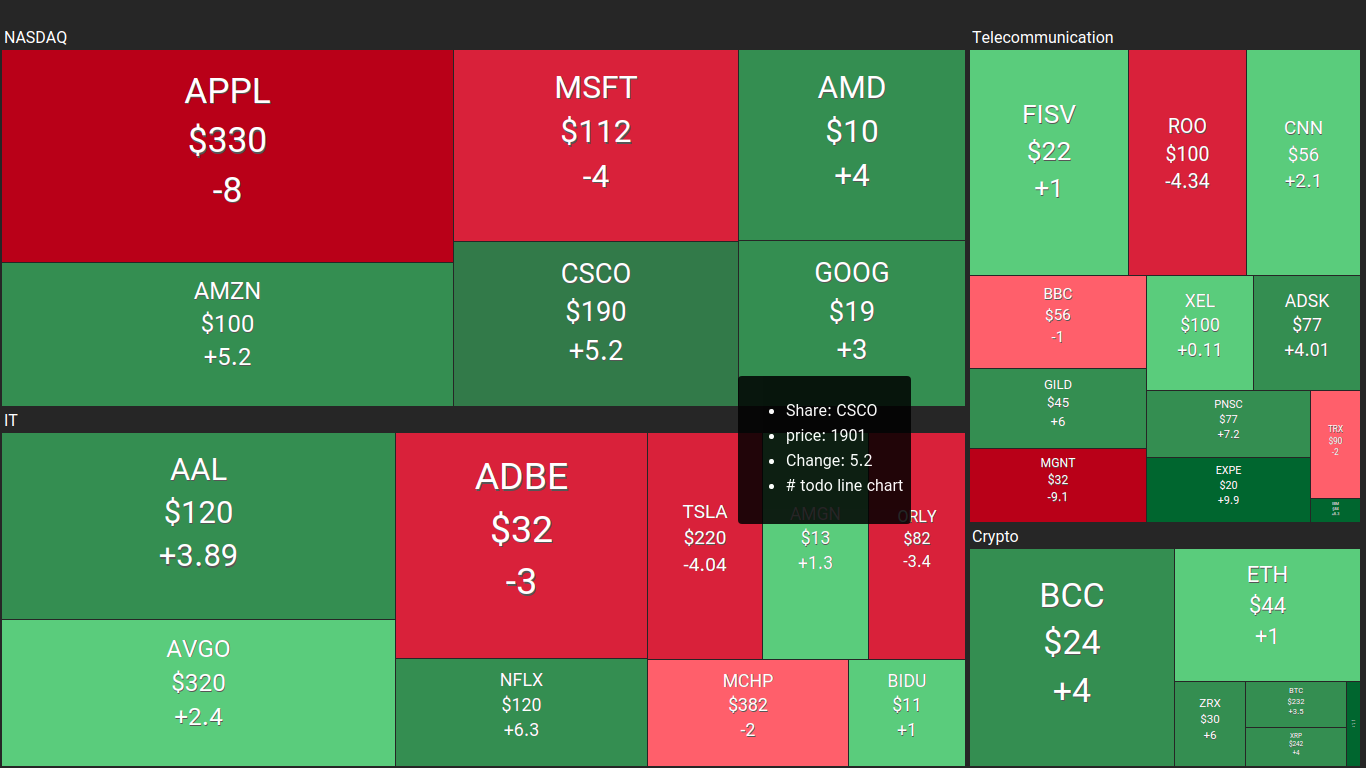 NASDAQ
APPL
$330
-8
MSFT
$112
-4
AMD
$10
+4
AMZN
$100
+5.2
CSCO
$190
+5.2
GOOG
$19
+3
Share: CSCO
price: 1901
Change: 5.2
# todo line chart
IT
AAL
$120
+3.89
AVGO
$320
+2.4
ADBE
$32
-3
NFLX
$120
+6.3
TSLA
$220
-4.04
AMGN
$13
+1.3
ORLY
$82
-3.4
MCHP
$382
-2
BIDU
$11
+1
Telecommunication
FISV
$22
+1
ROO
$100
-4.34
CNN
$56
+2.1
BBC
$56
-1
GILD
$45
+6
MGNT
$32
-9.1
XEL
$100
+0.11
ADSK
$77
+4.01
PNSC
$77
+7.2
EXPE
$20
+9.9
TRX
$90
-2
Crypto
BCC
$24
+4
ETH
$44
+1
ZRX
$30
+6
BTC
$232
+3.5
XRP
$242
+4